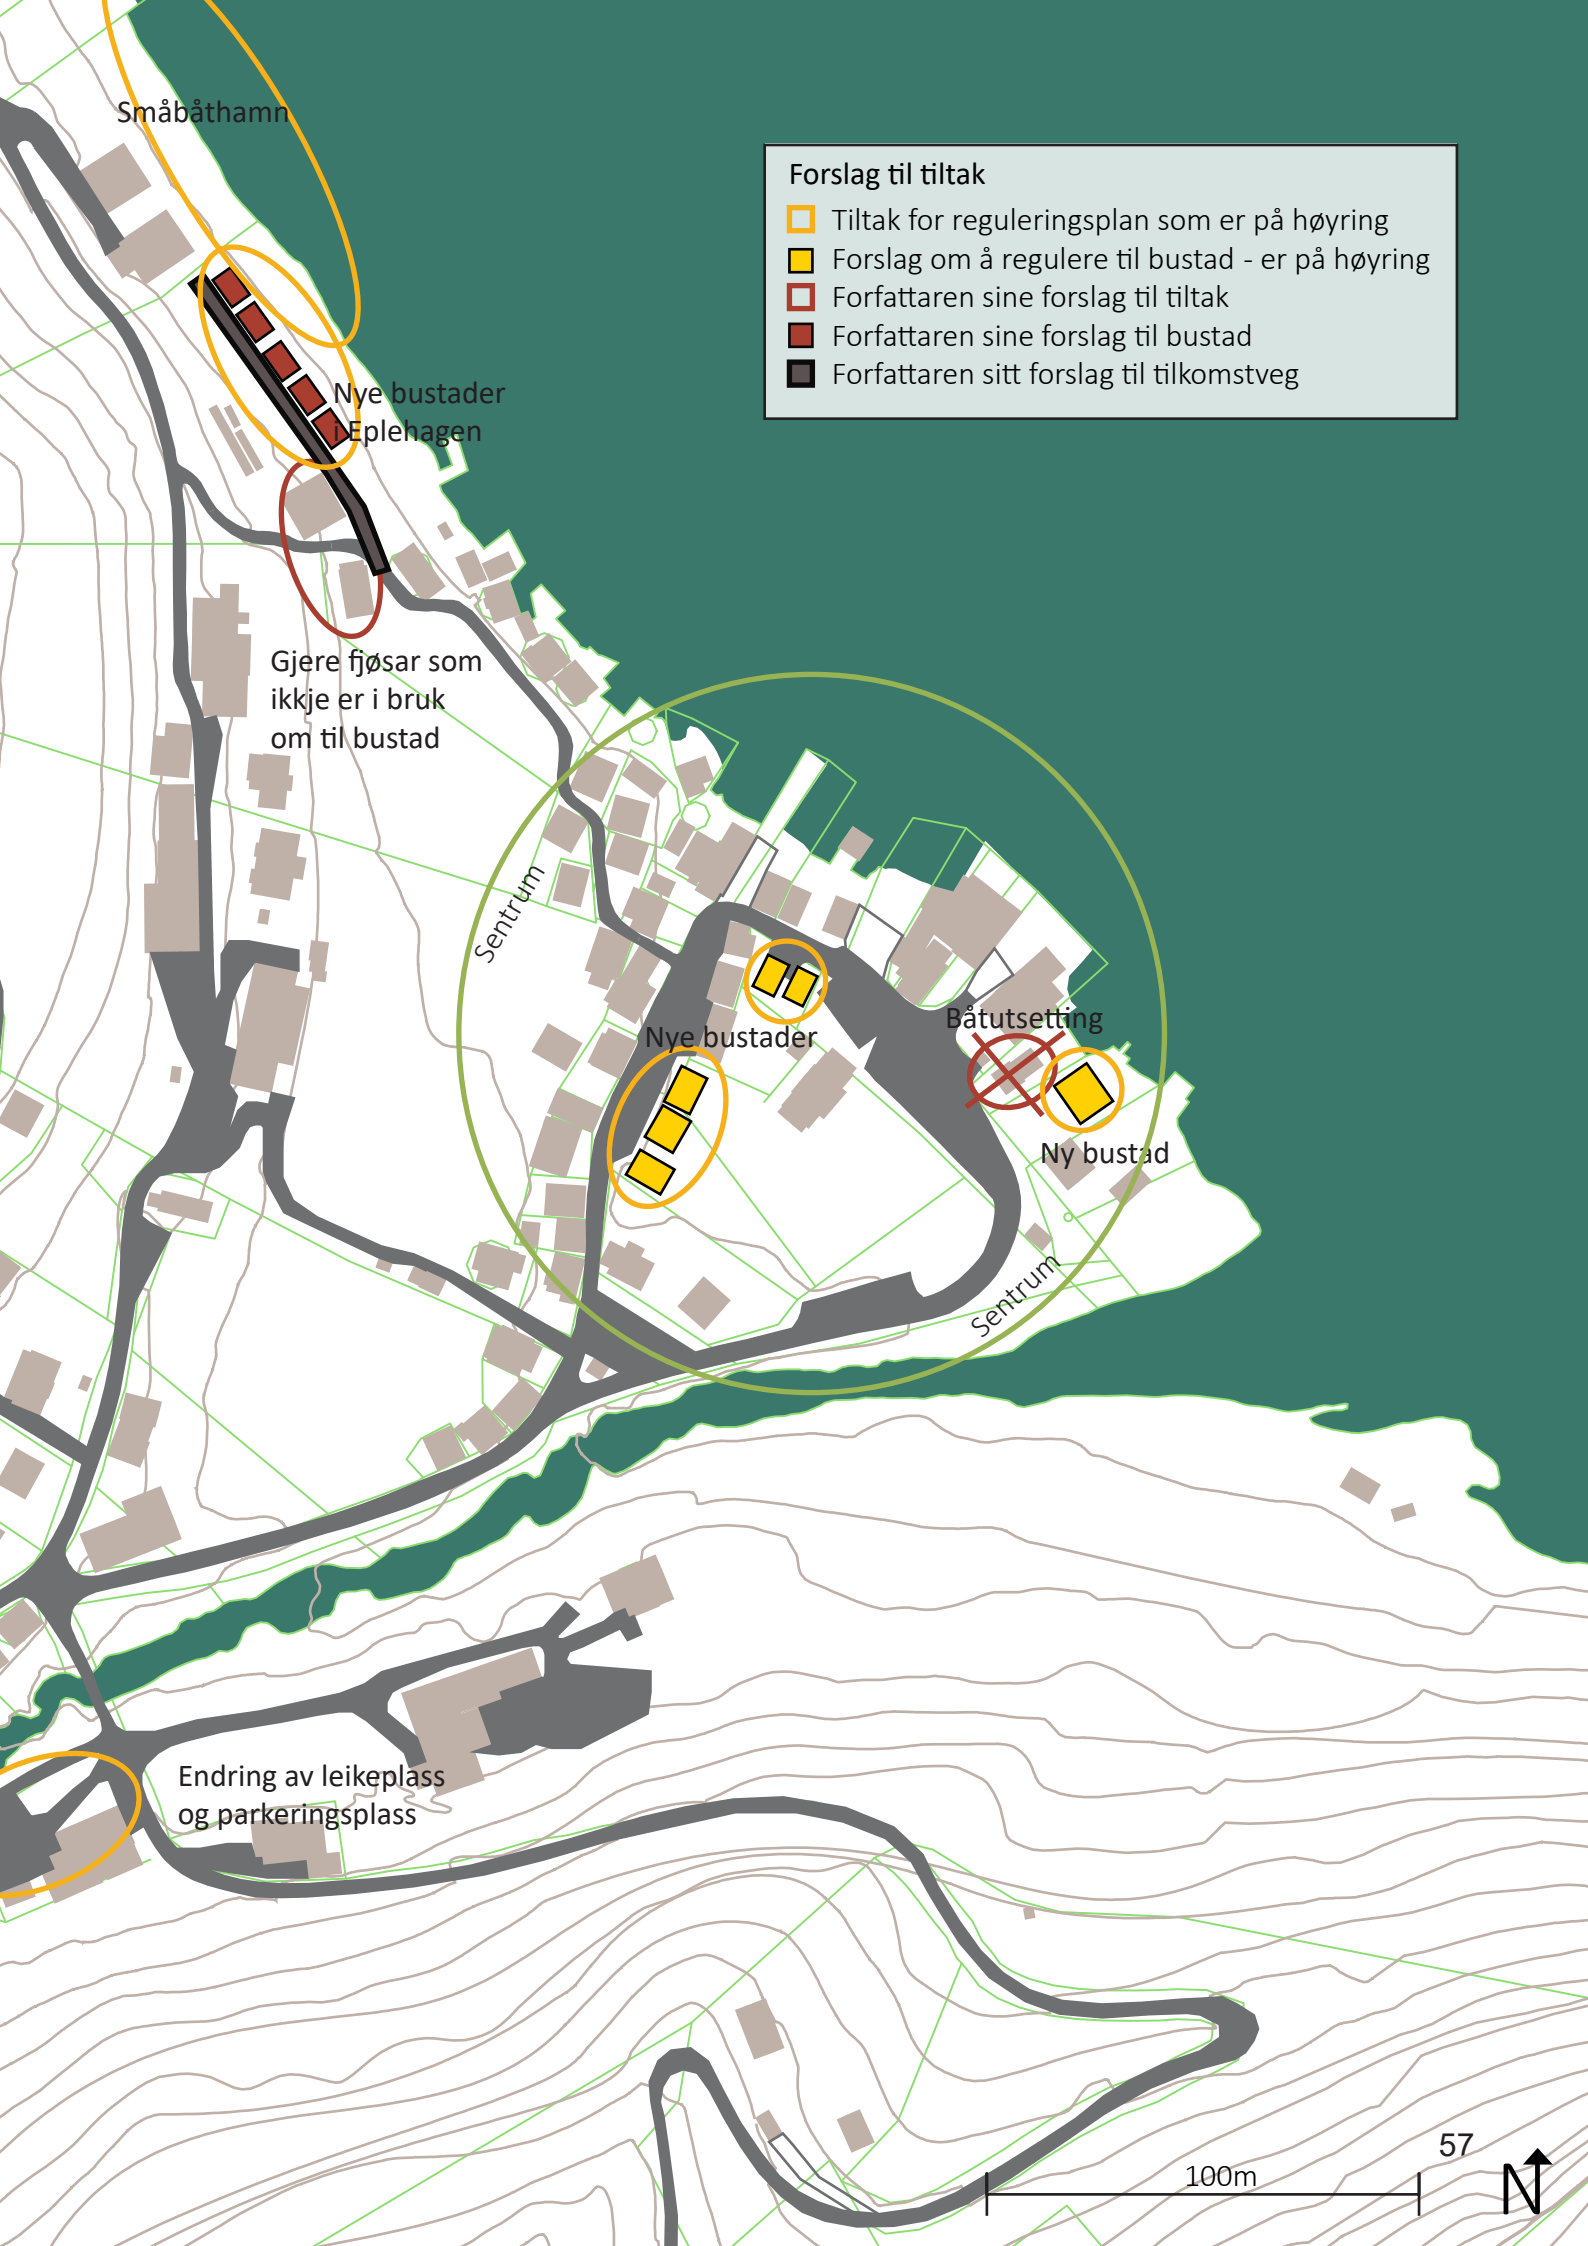 Småbåthamn
Forslag til tiltak
Tiltak for reguleringsplan som er på høyring
Forslag om å regulere til bustad - er på høyring
Forfattaren sine forslag til tiltak
Forfattaren sine forslag til bustad
Forfattaren sitt forslag til tilkomstveg
Nye bustader
i Eplehagen
Gjere fjøsar som
ikkje er i bruk
om til bustad
Sentrum
Nye bustader
Båtutsetting
Ny bustad
Sentrum
Endring av leikeplass
og parkeringsplass
57
100m
N